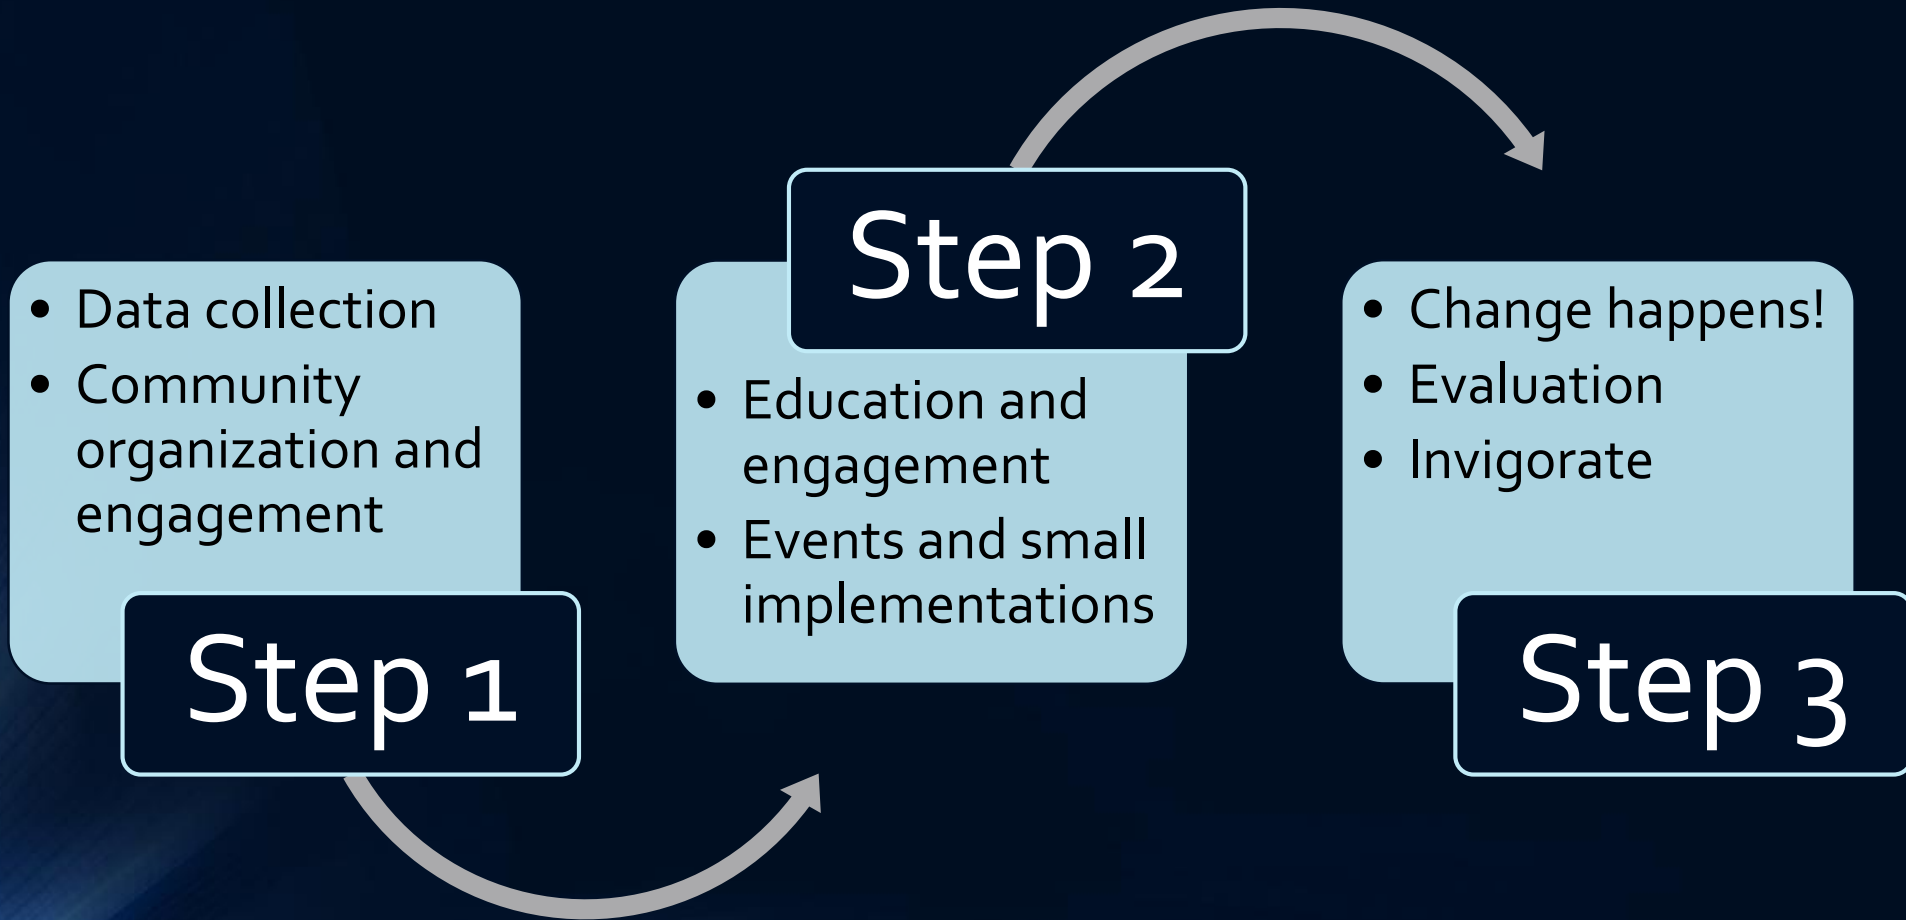 • Data collection
• Community
organization and
engagement
Step 1
Step 2
• Education and
engagement
• Events and small
implementations
• Change happens!
• Evaluation
• Invigorate
Step 3